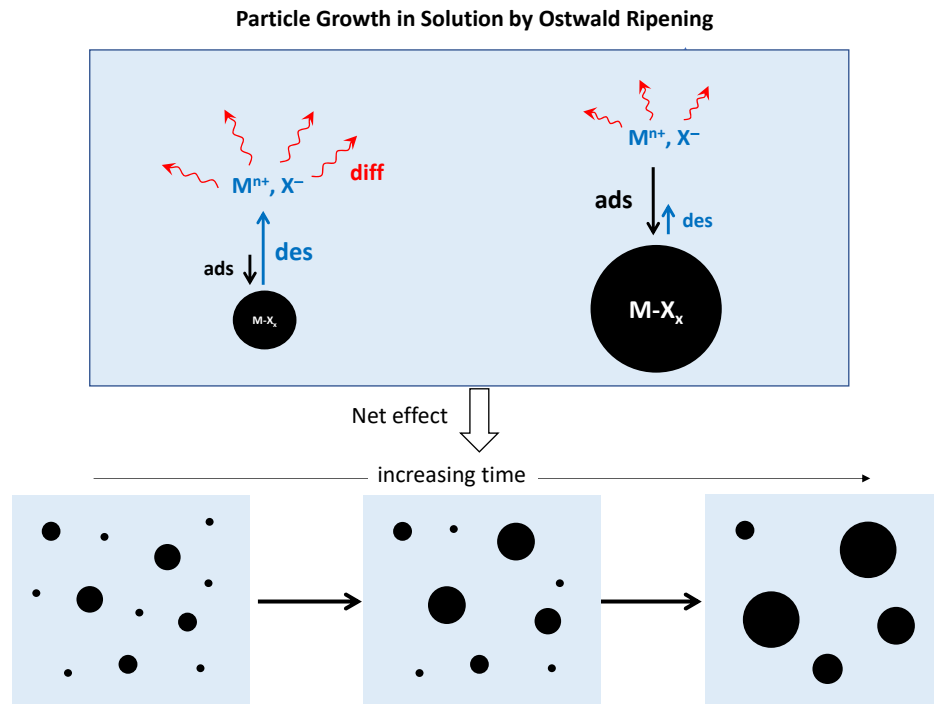 Particle Growth in Solution by Ostwald Ripening
Mⁿ⁺, X⁻
diff
ads
des
M-Xₓ
Mⁿ⁺, X⁻
ads
des
M-Xₓ
Net effect
increasing time